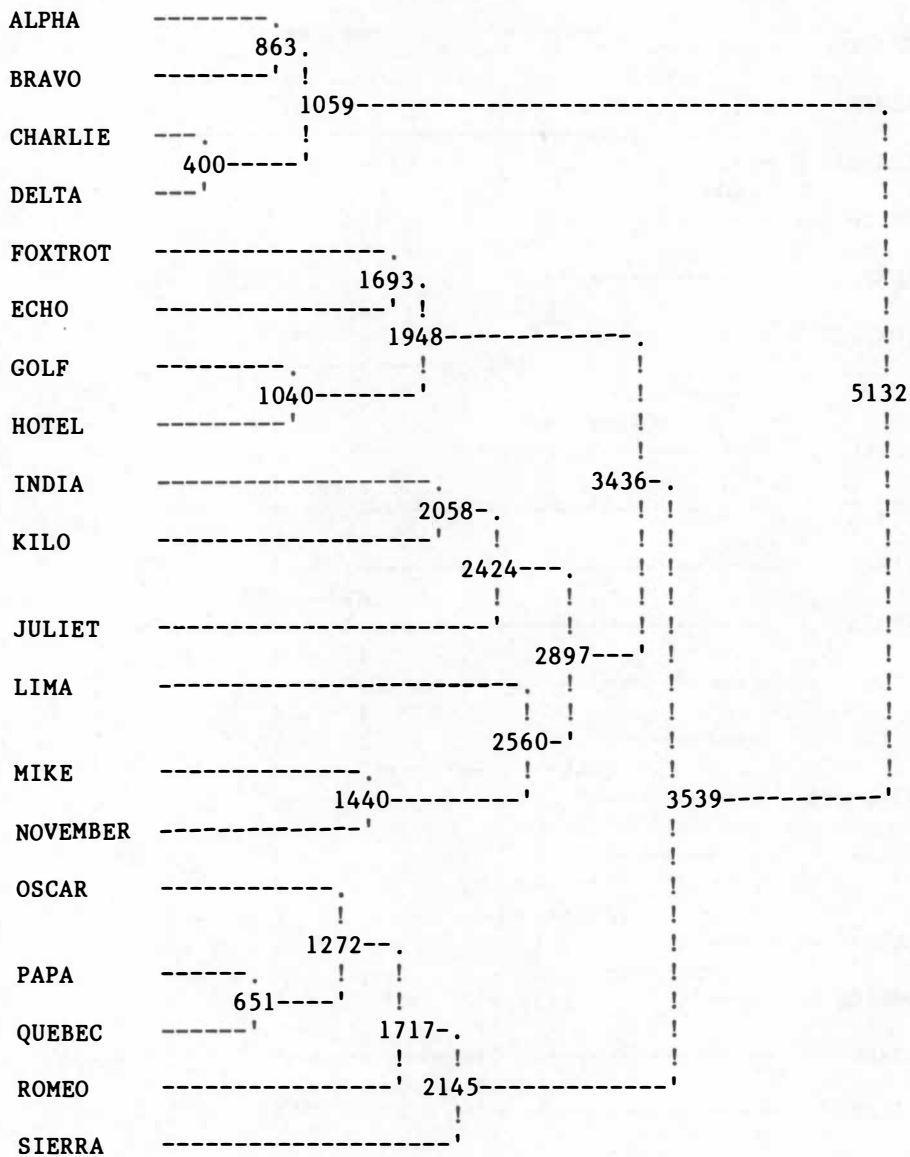 ALPHA
863
BRAVO
1059
CHARLIE
400
DELTA
FOXTROT
1693
ECHO
1948
GOLF
1040 5132
HOTEL
INDIA 3436
2058
KILO
2424
JULIET
2897
LIMA
2560
MIKE
1440 3539
NOVEMBER
OSCAR
1272
PAPA
651
QUEBEC 1717
ROMEO 2145
SIERRA